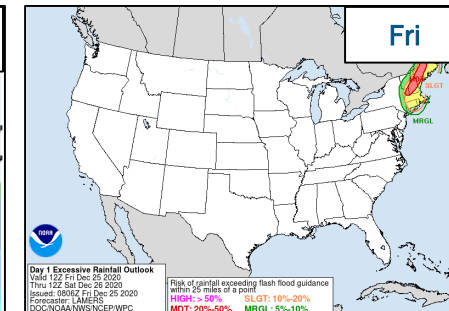 Fri
SLGT
MRGL
NOAA
Day 1 Excessive Rainfall Outlook
Valid 12Z Fri Dec 25 2020
Thru 12Z Sat Dec 26 2020
Issued: 0806Z Fri Dec 25 2020
Forecaster: LAMERS
DOC/NOAA/NWS/NCEP/WPC
Risk of rainfall exceeding flash flood guidance
within 25 miles of a point
HIGH: > 50% SLGT: 10%-20%
MDT: 20%-50% MRGL: 5%-10%